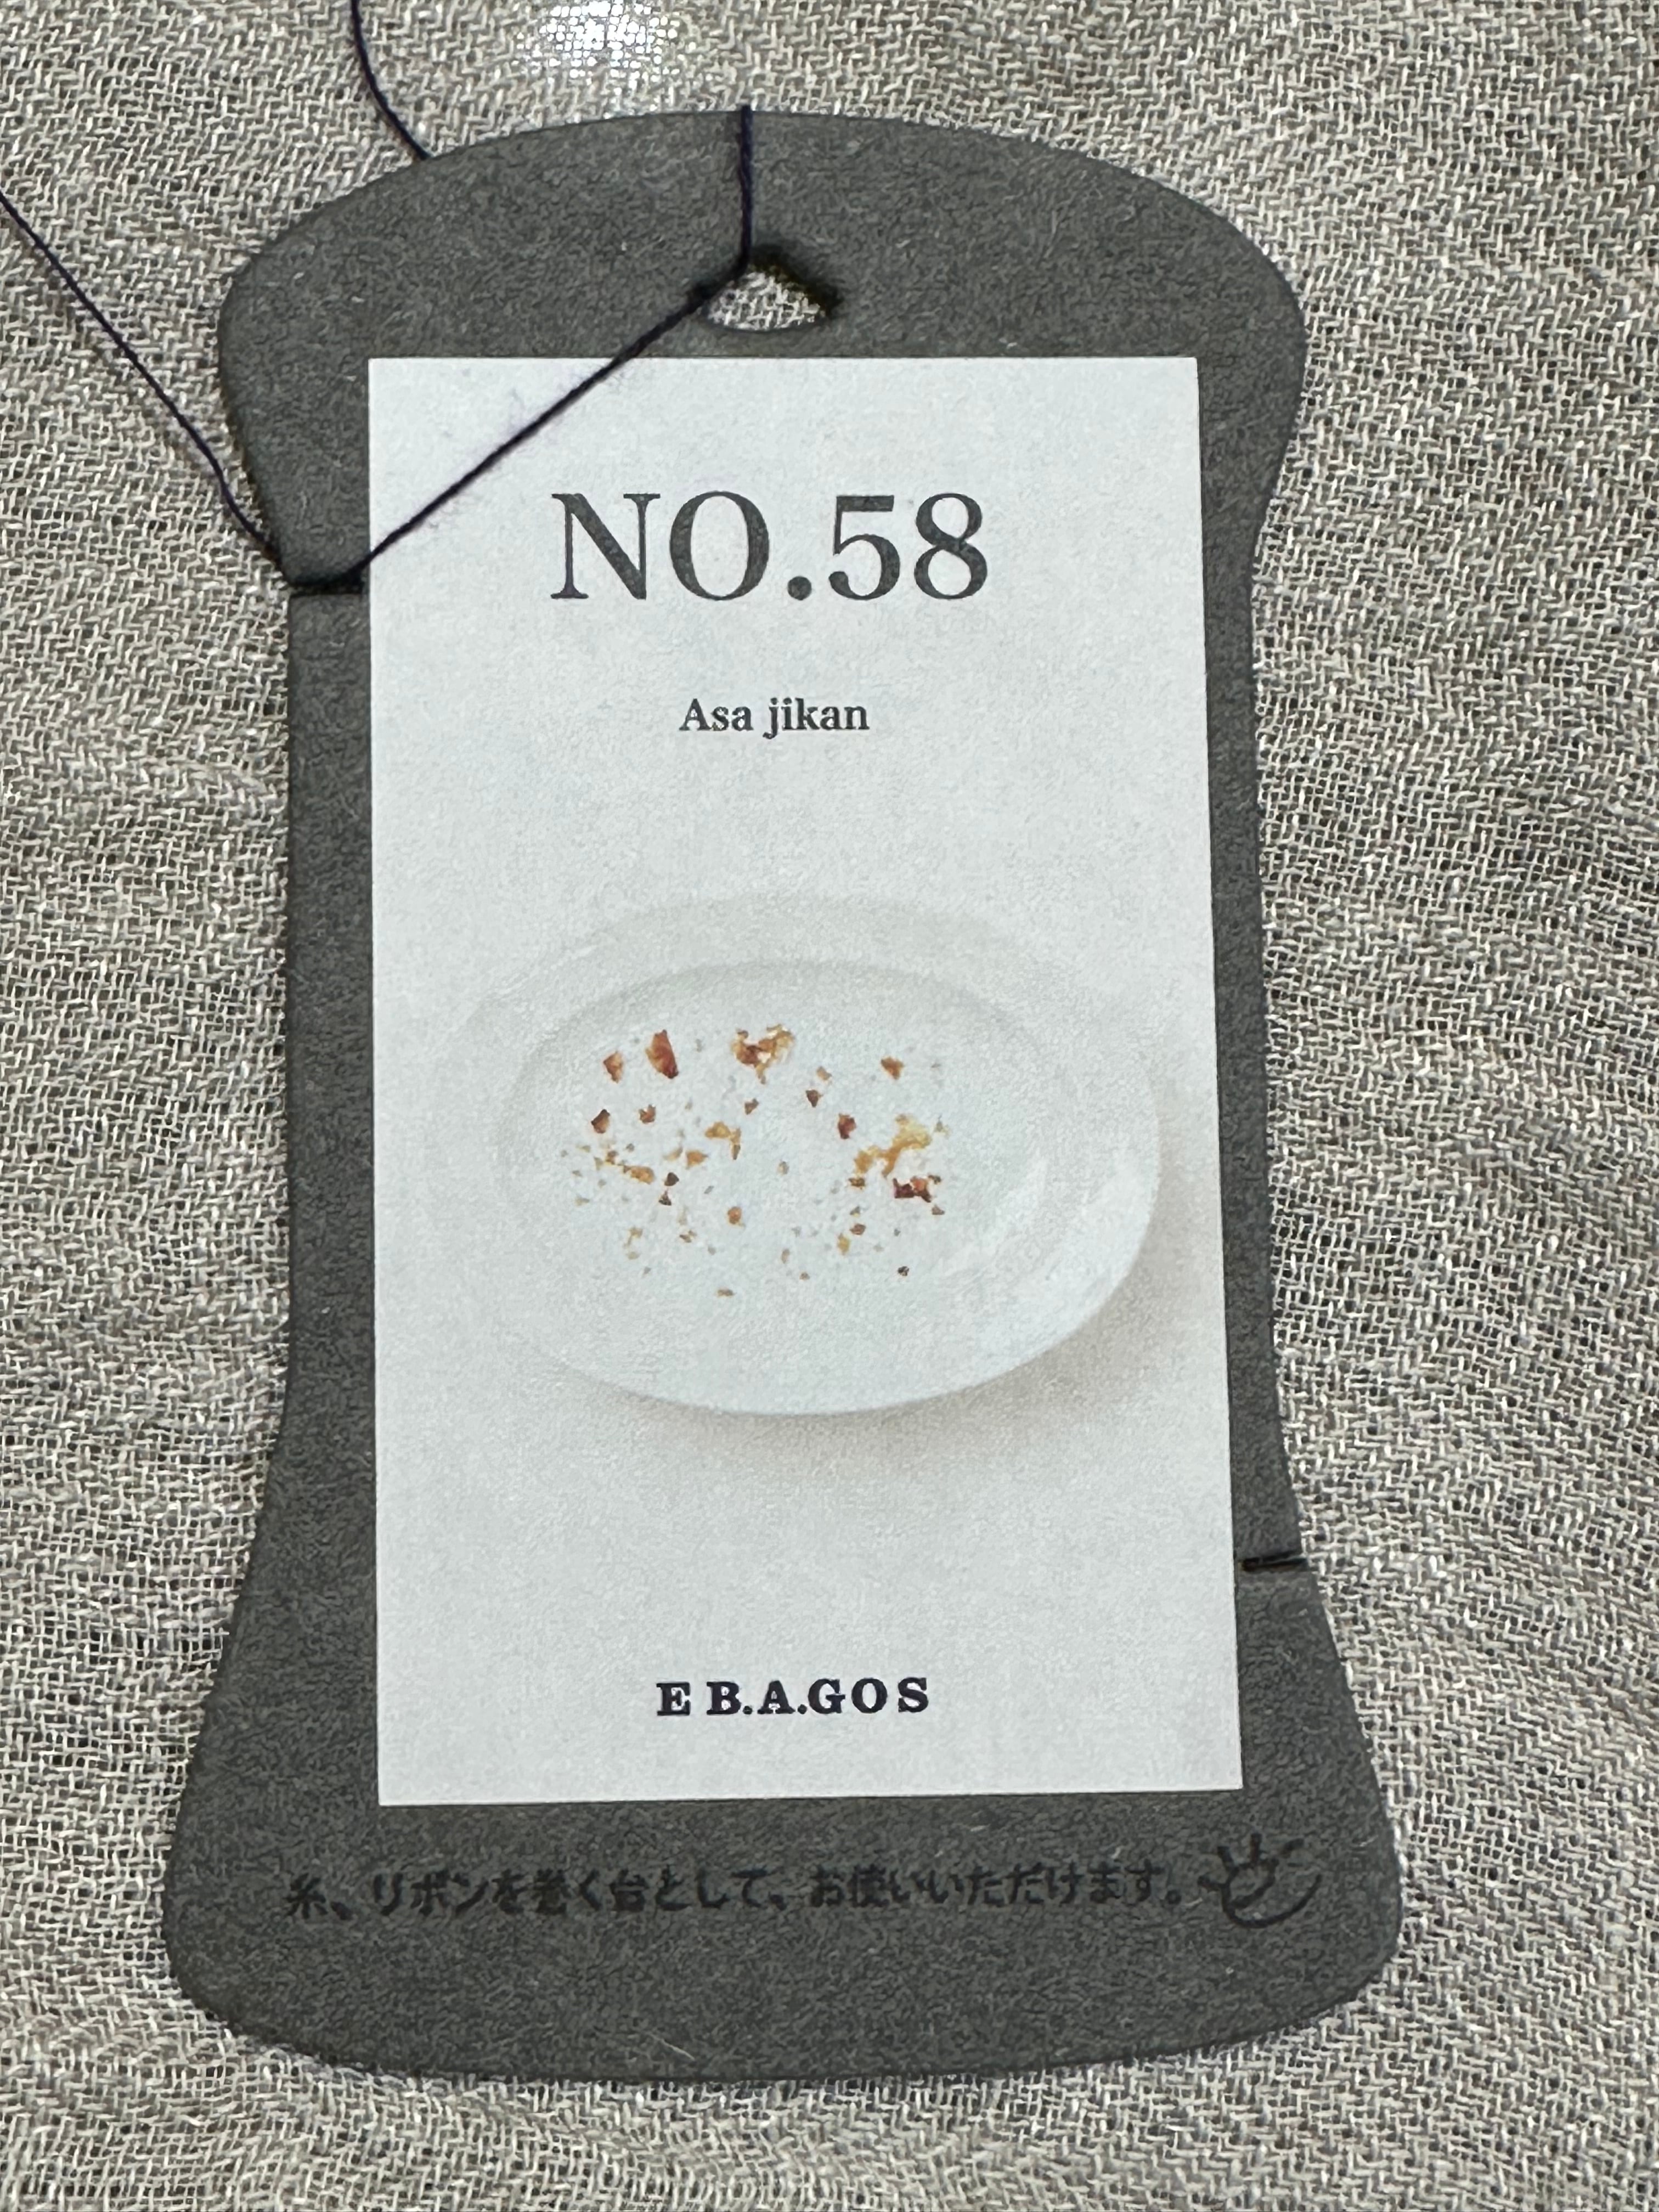 NO.58
Asa jikan
E B.A.GOS
糸、リボンを巻く台として、お使いいただけます。